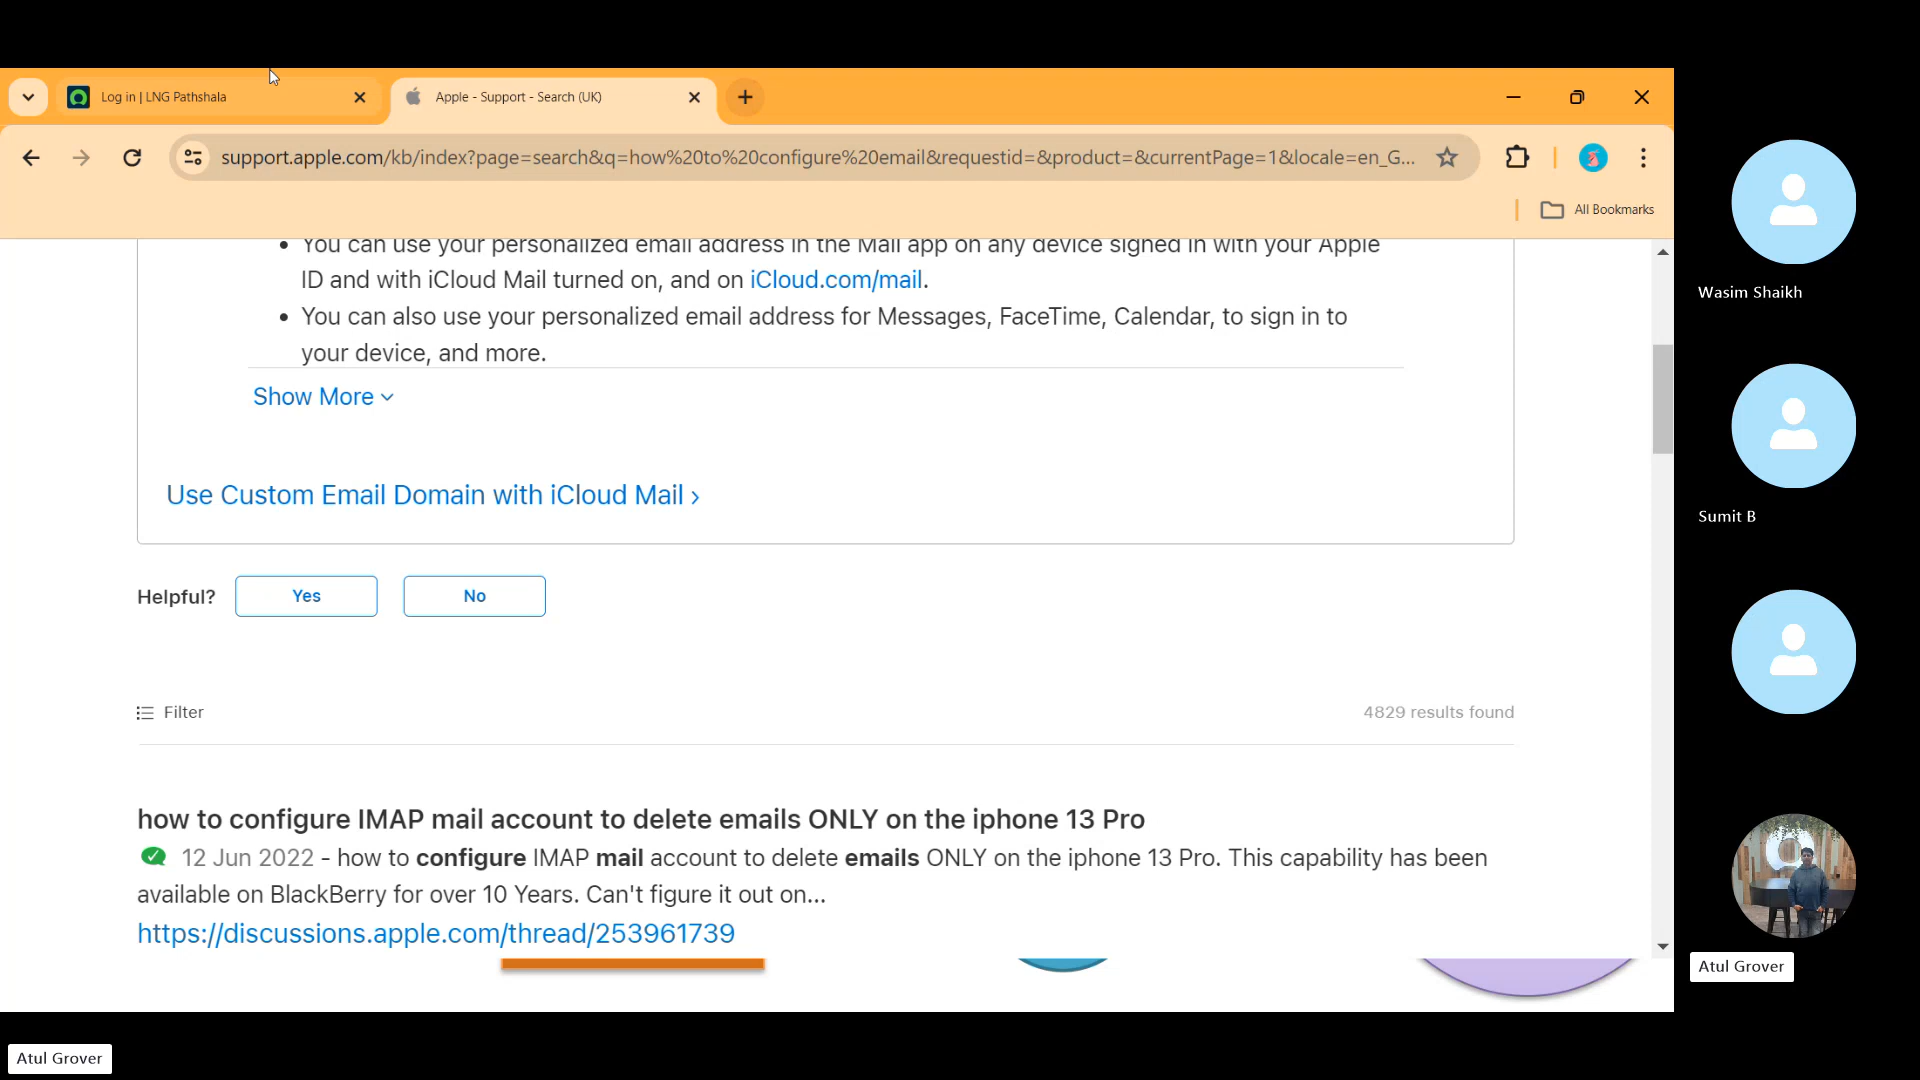 Log in | LNG Pathshala
Apple - Support - Search (UK)
support.apple.com/kb/index?page=search&q=how%20to%20configure%20email&requestid=&product=&currentPage=1&locale=en_G...
All Bookmarks
• You can use your personalized email address in the Mail app on any device signed in with your Apple
ID and with iCloud Mail turned on, and on iCloud.com/mail.
• You can also use your personalized email address for Messages, FaceTime, Calendar, to sign in to
your device, and more.
Show More
Use Custom Email Domain with iCloud Mail ›
Helpful? Yes No
Filter 4829 results found
how to configure IMAP mail account to delete emails ONLY on the iphone 13 Pro
12 Jun 2022 - how to configure IMAP mail account to delete emails ONLY on the iphone 13 Pro. This capability has been
available on BlackBerry for over 10 Years. Can't figure it out on...
https://discussions.apple.com/thread/253961739
Wasim Shaikh
Sumit B
Atul Grover
Atul Grover